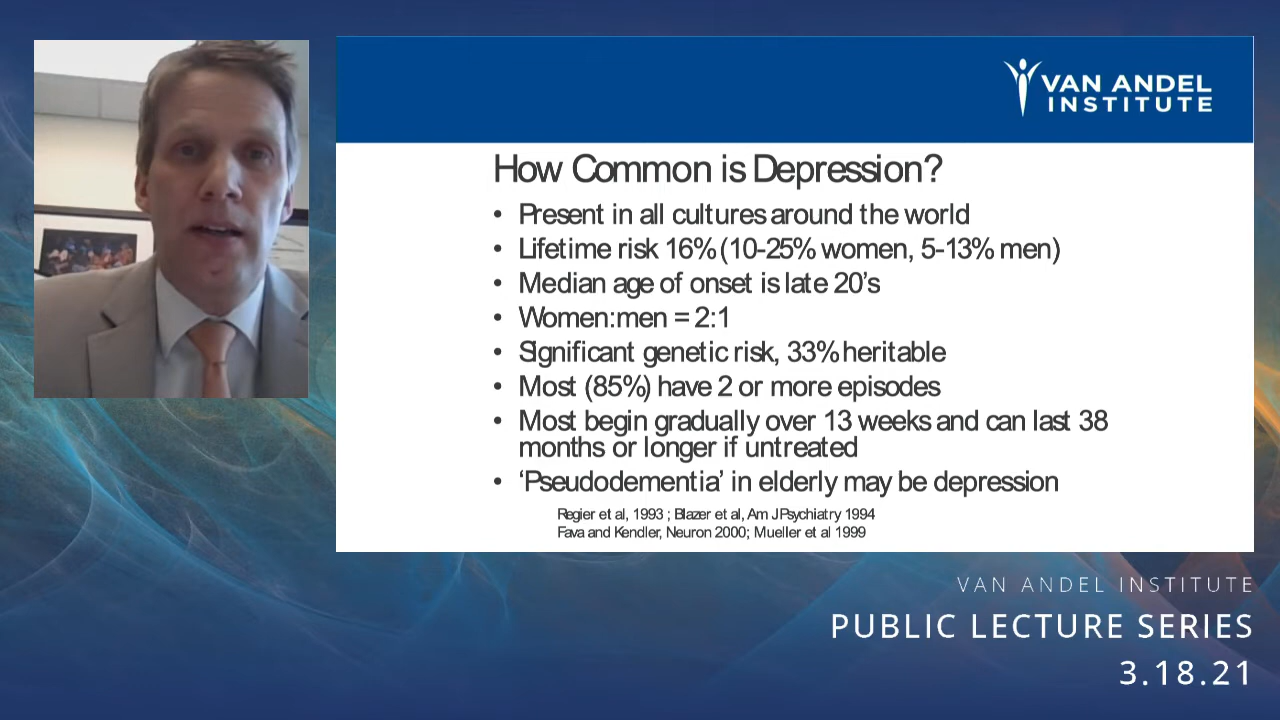 VAN ANDEL
INSTITUTE
How Common is Depression?
• Present in all cultures around the world
• Lifetime risk 16% (10-25% women, 5-13% men)
• Median age of onset is late 20's
• Women:men = 2:1
• Significant genetic risk, 33% heritable
• Most (85%) have 2 or more episodes
• Most begin gradually over 13 weeks and can last 38
months or longer if untreated
• ‘Pseudodementia’ in elderly may be depression
Regier et al, 1993 ; Blazer et al, Am J Psychiatry 1994
Fava and Kendler, Neuron 2000; Mueller et al 1999
VAN ANDEL INSTITUTE
PUBLIC LECTURE SERIES
3.18.21